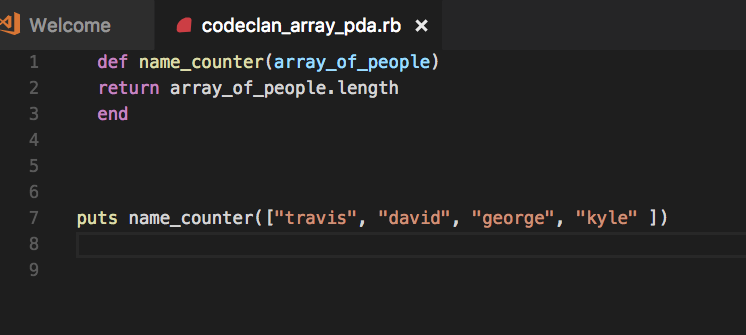 Welcome codeclan_array_pda.rb ×
1 def name_counter(array_of_people)
2 return array_of_people.length
3 end
4
5
6
7 puts name_counter(["travis", "david", "george", "kyle" ])
8
9